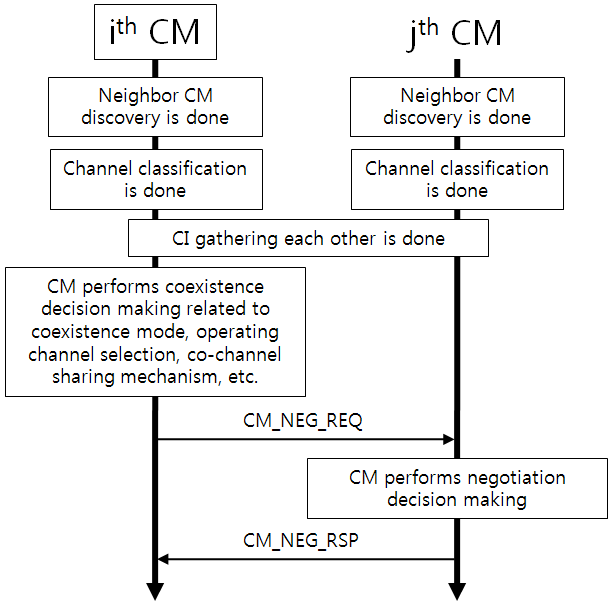 ith CM
jth CM
Neighbor CM
discovery is done
Neighbor CM
discovery is done
Channel classification
is done
Channel classification
is done
CI gathering each other is done
CM performs coexistence
decision making related to
coexistence mode, operating
channel selection, co-channel
sharing mechanism, etc.
CM_NEG_REQ
CM performs negotiation
decision making
CM_NEG_RSP